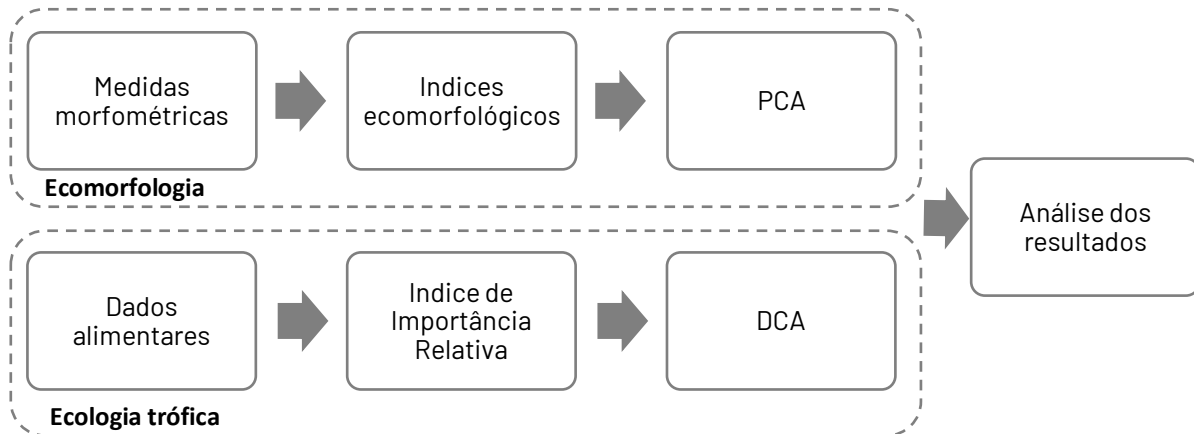 Medidas
morfométricas
Indices
ecomorfológicos
PCA
Ecomorfologia
Dados
alimentares
Indice de
Importância
Relativa
DCA
Ecologia trófica
Análise dos
resultados